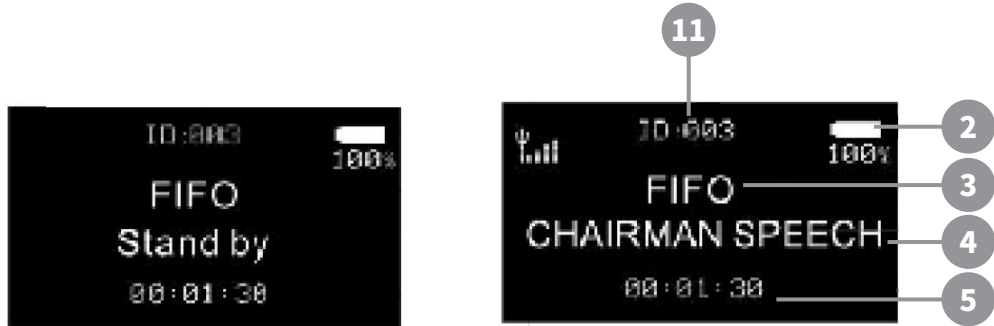 ID:003
100%
FIFO
Stand by
00:01:30
11
ID:003
100%
FIFO
CHAIRMAN SPEECH
00:01:30
2
3
4
5